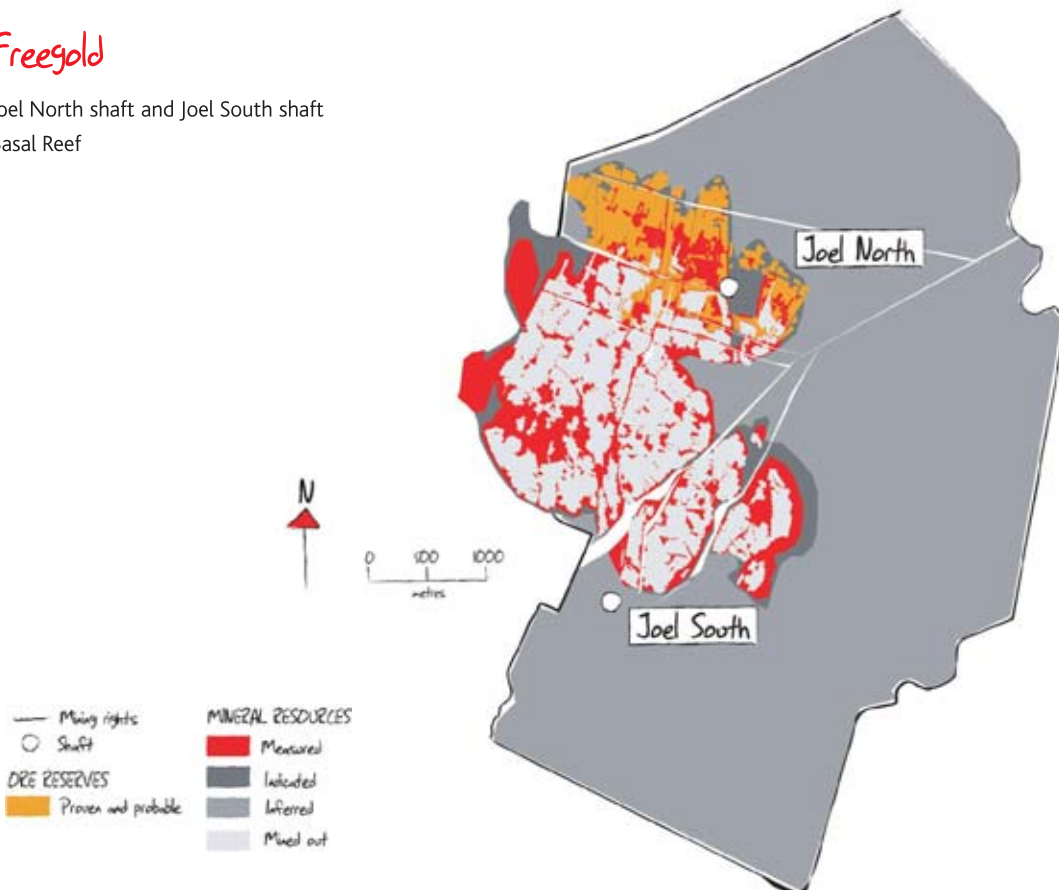 Freegold
oel North shaft and Joel South shaft
Basal Reef
Joel North
N
0 500 1000
metres
Joel South
Mining rights
Shaft
ORE RESERVES
Proven and probable
MINERAL RESOURCES
Measured
Indicated
Inferred
Mined out